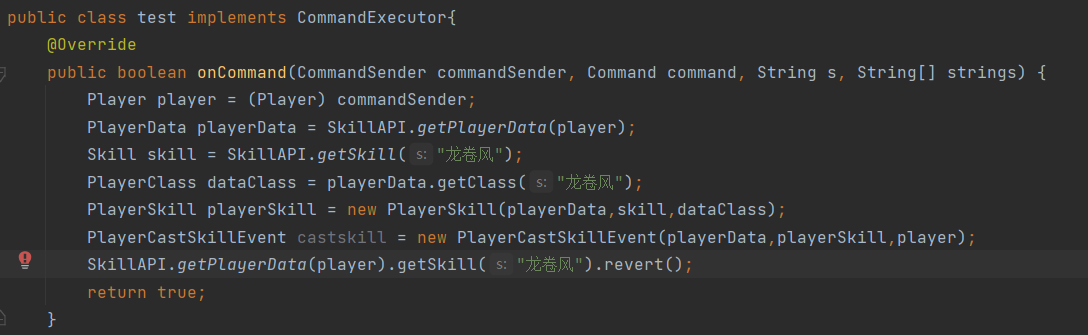 public class test implements CommandExecutor{
@Override
public boolean onCommand(CommandSender commandSender, Command command, String s, String[] strings) {
Player player = (Player) commandSender;
PlayerData playerData = SkillAPI.getPlayerData(player);
Skill skill = SkillAPI.getSkill( s: "龙卷风");
PlayerClass dataClass = playerData.getClass( s: "龙卷风");
PlayerSkill playerSkill = new PlayerSkill(playerData,skill,dataClass);
PlayerCastSkillEvent castskill = new PlayerCastSkillEvent(playerData,playerSkill,player);
SkillAPI.getPlayerData(player).getSkill( s: "龙卷风").revert();
return true;
}